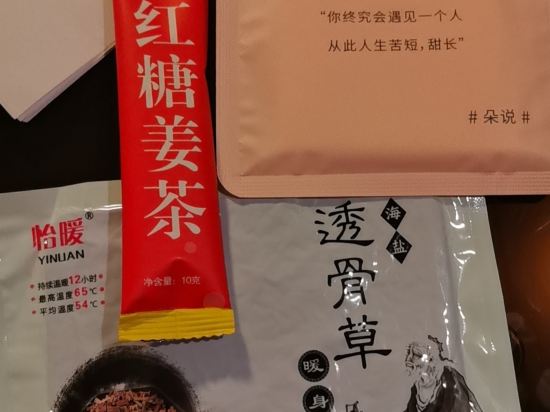 红糖姜茶
净含量：10克
“你终究会遇见一个人
从此人生苦短，甜长”
#朵说#
怡暖®
YINUAN
持续温暖12小时
最高温度65℃
平均温度54℃
海盐
透骨草
暖身